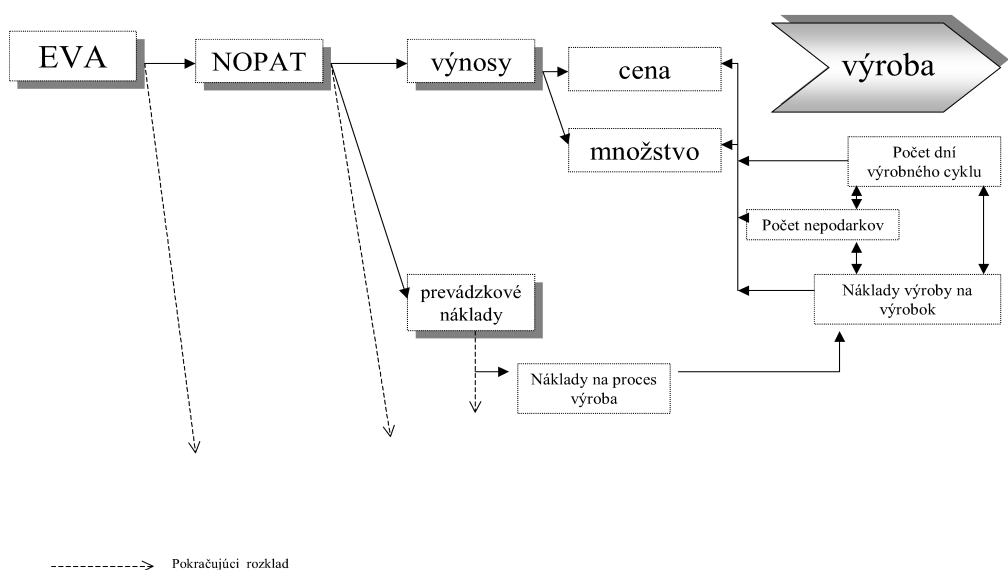 EVA
NOPAT
výnosy
cena
výroba
množstvo
Počet dní
výrobného cyklu
Počet nepodarkov
prevádzkové
náklady
Náklady výroby na
výrobok
Náklady na proces
výroba
Pokračujúci rozklad